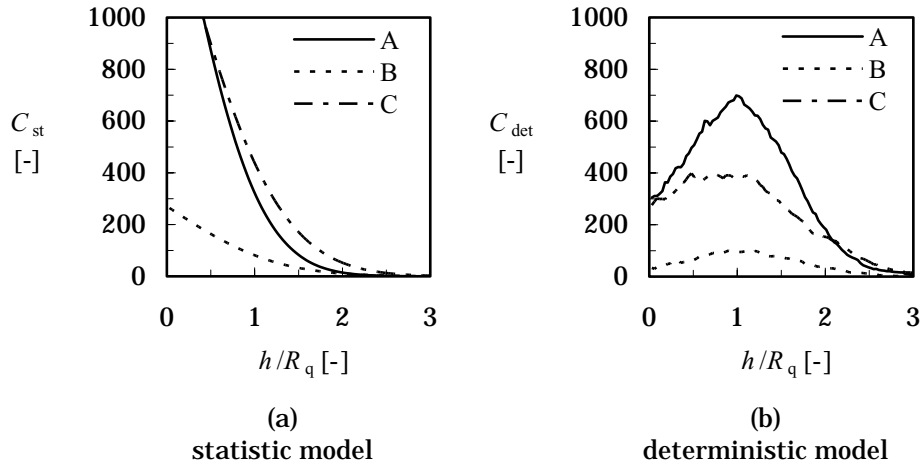 1000
800
600
400
200
0
C st
[-]
A
B
C
0 1 2 3
h/R q [-]
(a)
statistic model
1000
800
600
400
200
0
C det
[-]
A
B
C
0 1 2 3
h/R q [-]
(b)
deterministic model